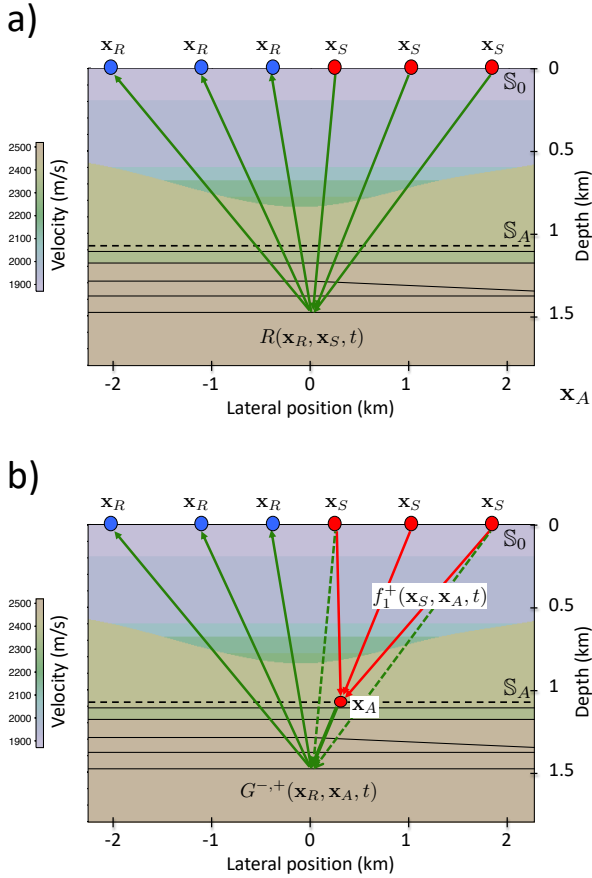 a)
x_R x_R x_R x_S x_S x_S
0
𝕊_0
0.5
𝕊_A
1
1.5
Depth (km)
2500
2400
2300
2200
2100
2000
1900
Velocity (m/s)
R(x_R, x_S, t)
-2 -1 0 1 2
Lateral position (km)
x_A
b)
x_R x_R x_R x_S x_S x_S
0
𝕊_0
f_1^+(x_S, x_A, t)
0.5
𝕊_A
1
x_A
1.5
Depth (km)
2500
2400
2300
2200
2100
2000
1900
Velocity (m/s)
G^{-,+}(x_R, x_A, t)
-2 -1 0 1 2
Lateral position (km)